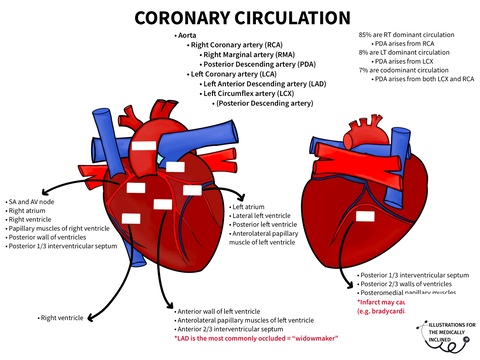 CORONARY CIRCULATION
• Aorta
• Right Coronary artery (RCA)
• Right Marginal artery (RMA)
• Posterior Descending artery (PDA)
• Left Coronary artery (LCA)
• Left Anterior Descending artery (LAD)
• Left Circumflex artery (LCX)
• (Posterior Descending artery)
85% are RT dominant circulation
• PDA arises from RCA
8% are LT dominant circulation
• PDA arises from LCX
7% are codominant circulation
• PDA arises from both LCX and RCA
• SA and AV node
• Right atrium
• Right ventricle
• Papillary muscles of right ventricle
• Posterior wall of ventricles
• Posterior 1/3 interventricular septum
• Left atrium
• Lateral left ventricle
• Posterior left ventricle
• Anterolateral papillary
muscle of left ventricle
• Right ventricle
• Anterior wall of left ventricle
• Anterolateral papillary muscles of left ventricle
• Anterior 2/3 interventricular septum
*LAD is the most commonly occluded = "widowmaker"
• Posterior 1/3 interventricular septum
• Posterior 2/3 walls of ventricles
• Posteromedial papillary muscles
*Infarct may cau
(e.g. bradycardi
ILLUSTRATIONS FOR
THE MEDICALLY
INCLINED